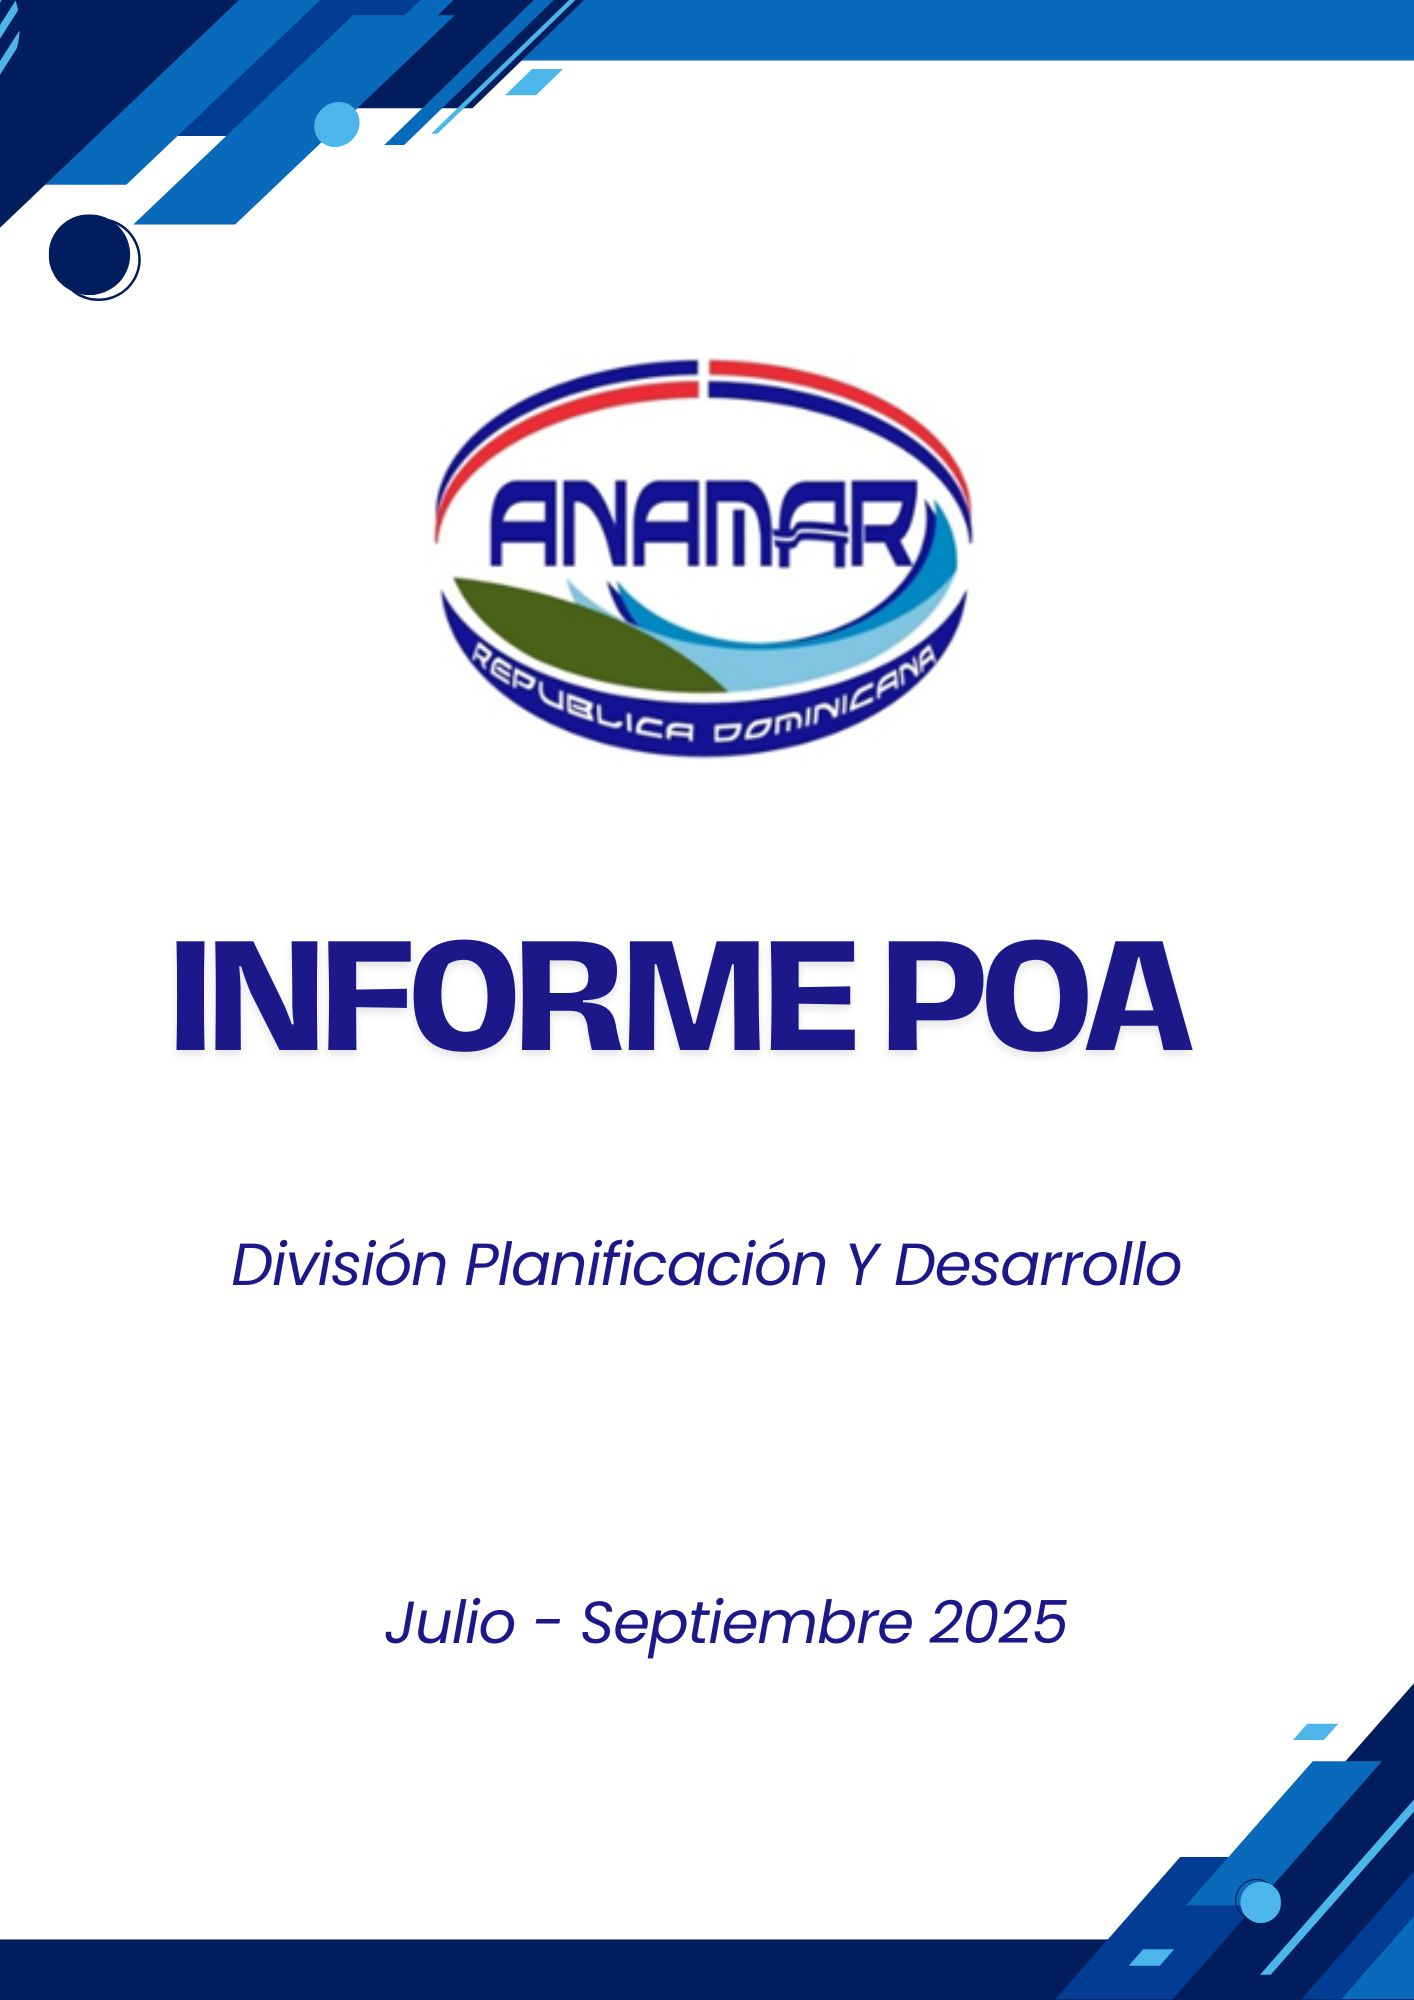 ANAMAR
REPUBLICA DOMINICANA
INFORME POA
División Planificación Y Desarrollo
Julio - Septiembre 2025